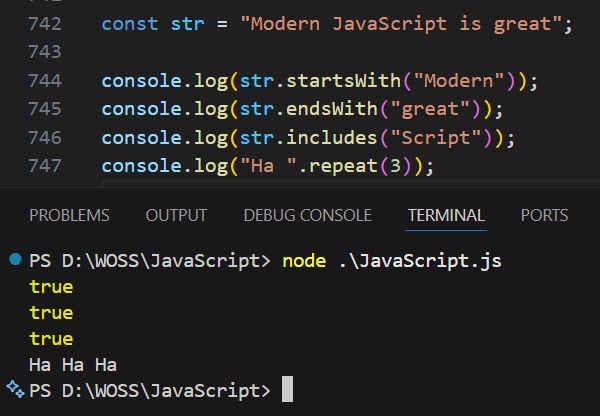 742 const str = "Modern JavaScript is great";
743
744 console.log(str.startsWith("Modern"));
745 console.log(str.endsWith("great"));
746 console.log(str.includes("Script"));
747 console.log("Ha ".repeat(3));
PROBLEMS OUTPUT DEBUG CONSOLE TERMINAL PORTS
PS D:\WOSS\JavaScript> node .\JavaScript.js
true
true
true
Ha Ha Ha
PS D:\WOSS\JavaScript>